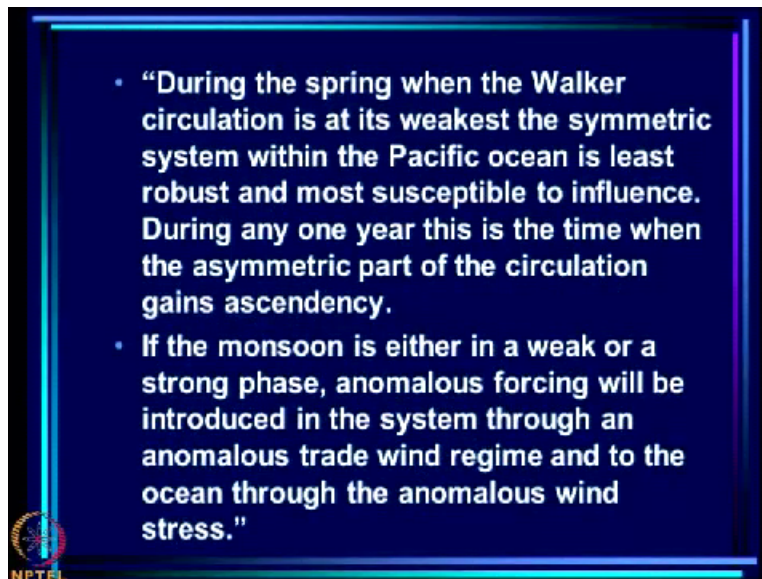 • “During the spring when the Walker
circulation is at its weakest the symmetric
system within the Pacific ocean is least
robust and most susceptible to influence.
During any one year this is the time when
the asymmetric part of the circulation
gains ascendency.
• If the monsoon is either in a weak or a
strong phase, anomalous forcing will be
introduced in the system through an
anomalous trade wind regime and to the
ocean through the anomalous wind
stress.”
NPTEL